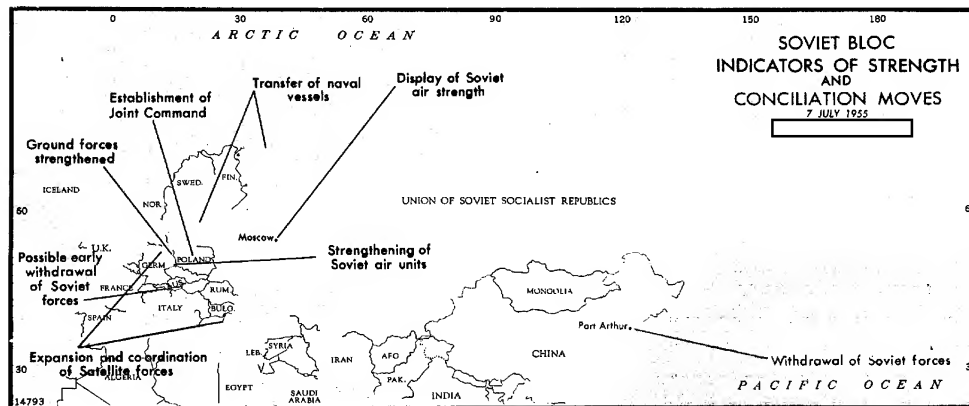 0 30 60 90 120 150 180
ARCTIC OCEAN
SOVIET BLOC
INDICATORS OF STRENGTH
AND
CONCILIATION MOVES
7 JULY 1955
Transfer of naval
vessels
Display of Soviet
air strength
Establishment of
Joint Command
Ground forces
strengthened
ICELAND
SWED.
FIN.
NOR.
UNION OF SOVIET SOCIALIST REPUBLICS
60 6
Moscow
U.K.
Possible early
withdrawal
of Soviet
forces
GERM.
POLAND
Strengthening of
Soviet air units
FRANCE
AUS.
RUM.
MONGOLIA
ITALY
BULG.
SPAIN
Port Arthur
Expansion and co-ordination
of Satellite forces
LEB.
SYRIA
IRAN
AFG.
CHINA
Withdrawal of Soviet forces
30 3
ALGERIA
EGYPT
SAUDI
ARABIA
PAK.
INDIA
PACIFIC OCEAN
14793